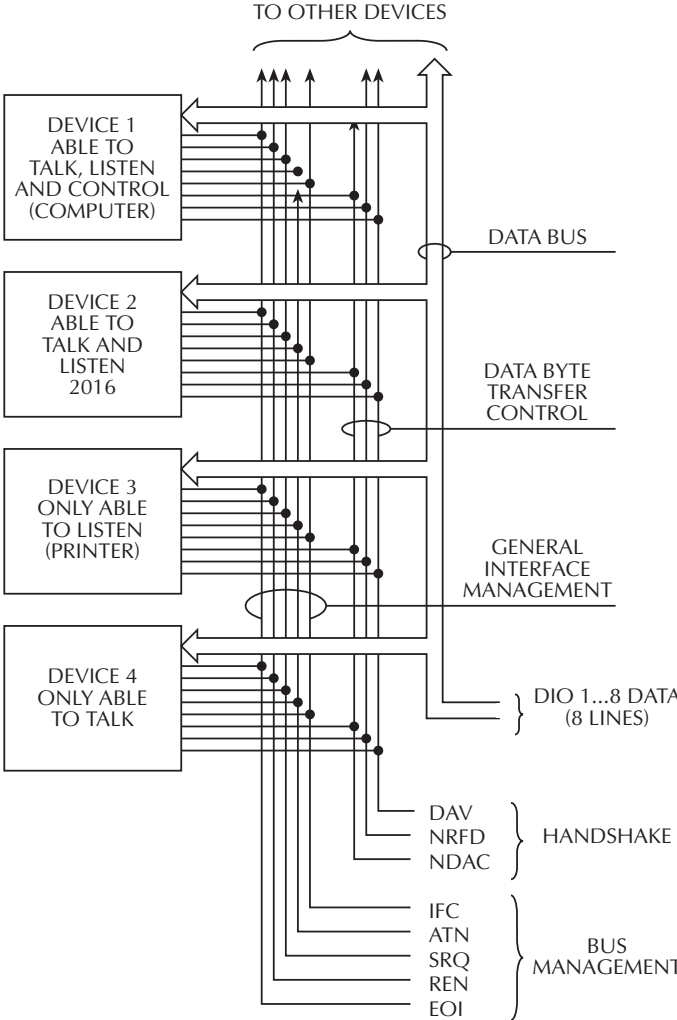 TO OTHER DEVICES
DEVICE 1
ABLE TO
TALK, LISTEN
AND CONTROL
(COMPUTER)
DATA BUS
DEVICE 2
ABLE TO
TALK AND
LISTEN
2016
DATA BYTE
TRANSFER
CONTROL
DEVICE 3
ONLY ABLE
TO LISTEN
(PRINTER)
GENERAL
INTERFACE
MANAGEMENT
DEVICE 4
ONLY ABLE
TO TALK
DIO 1...8 DATA
(8 LINES)
DAV
NRFD
NDAC
HANDSHAKE
IFC
ATN
SRQ
REN
EOI
BUS
MANAGEMENT